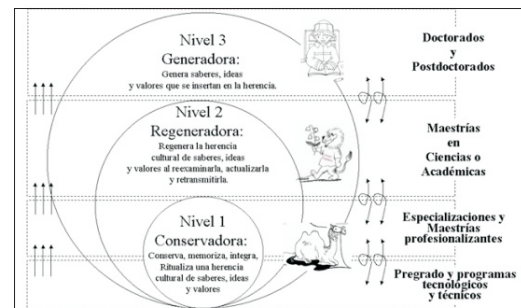 Nivel 3
Generadora:
Genera saberes, ideas
y valores que se insertan en la herencia.
Doctorados
y
Postdoctorados
Nivel 2
Regeneradora:
Regenera la herencia
cultural de saberes, ideas
y valores al reexaminarla, actualizarla
y retransmitirla.
Maestrías
en
Ciencias o
Académicas
Nivel 1
Conservadora:
Conserva, memoriza, integra,
Ritualiza una herencia
cultural de saberes, ideas
y valores
Especializaciones y
Maestrías
profesionalizantes
Pregrado y programas
tecnológicos
y técnicos